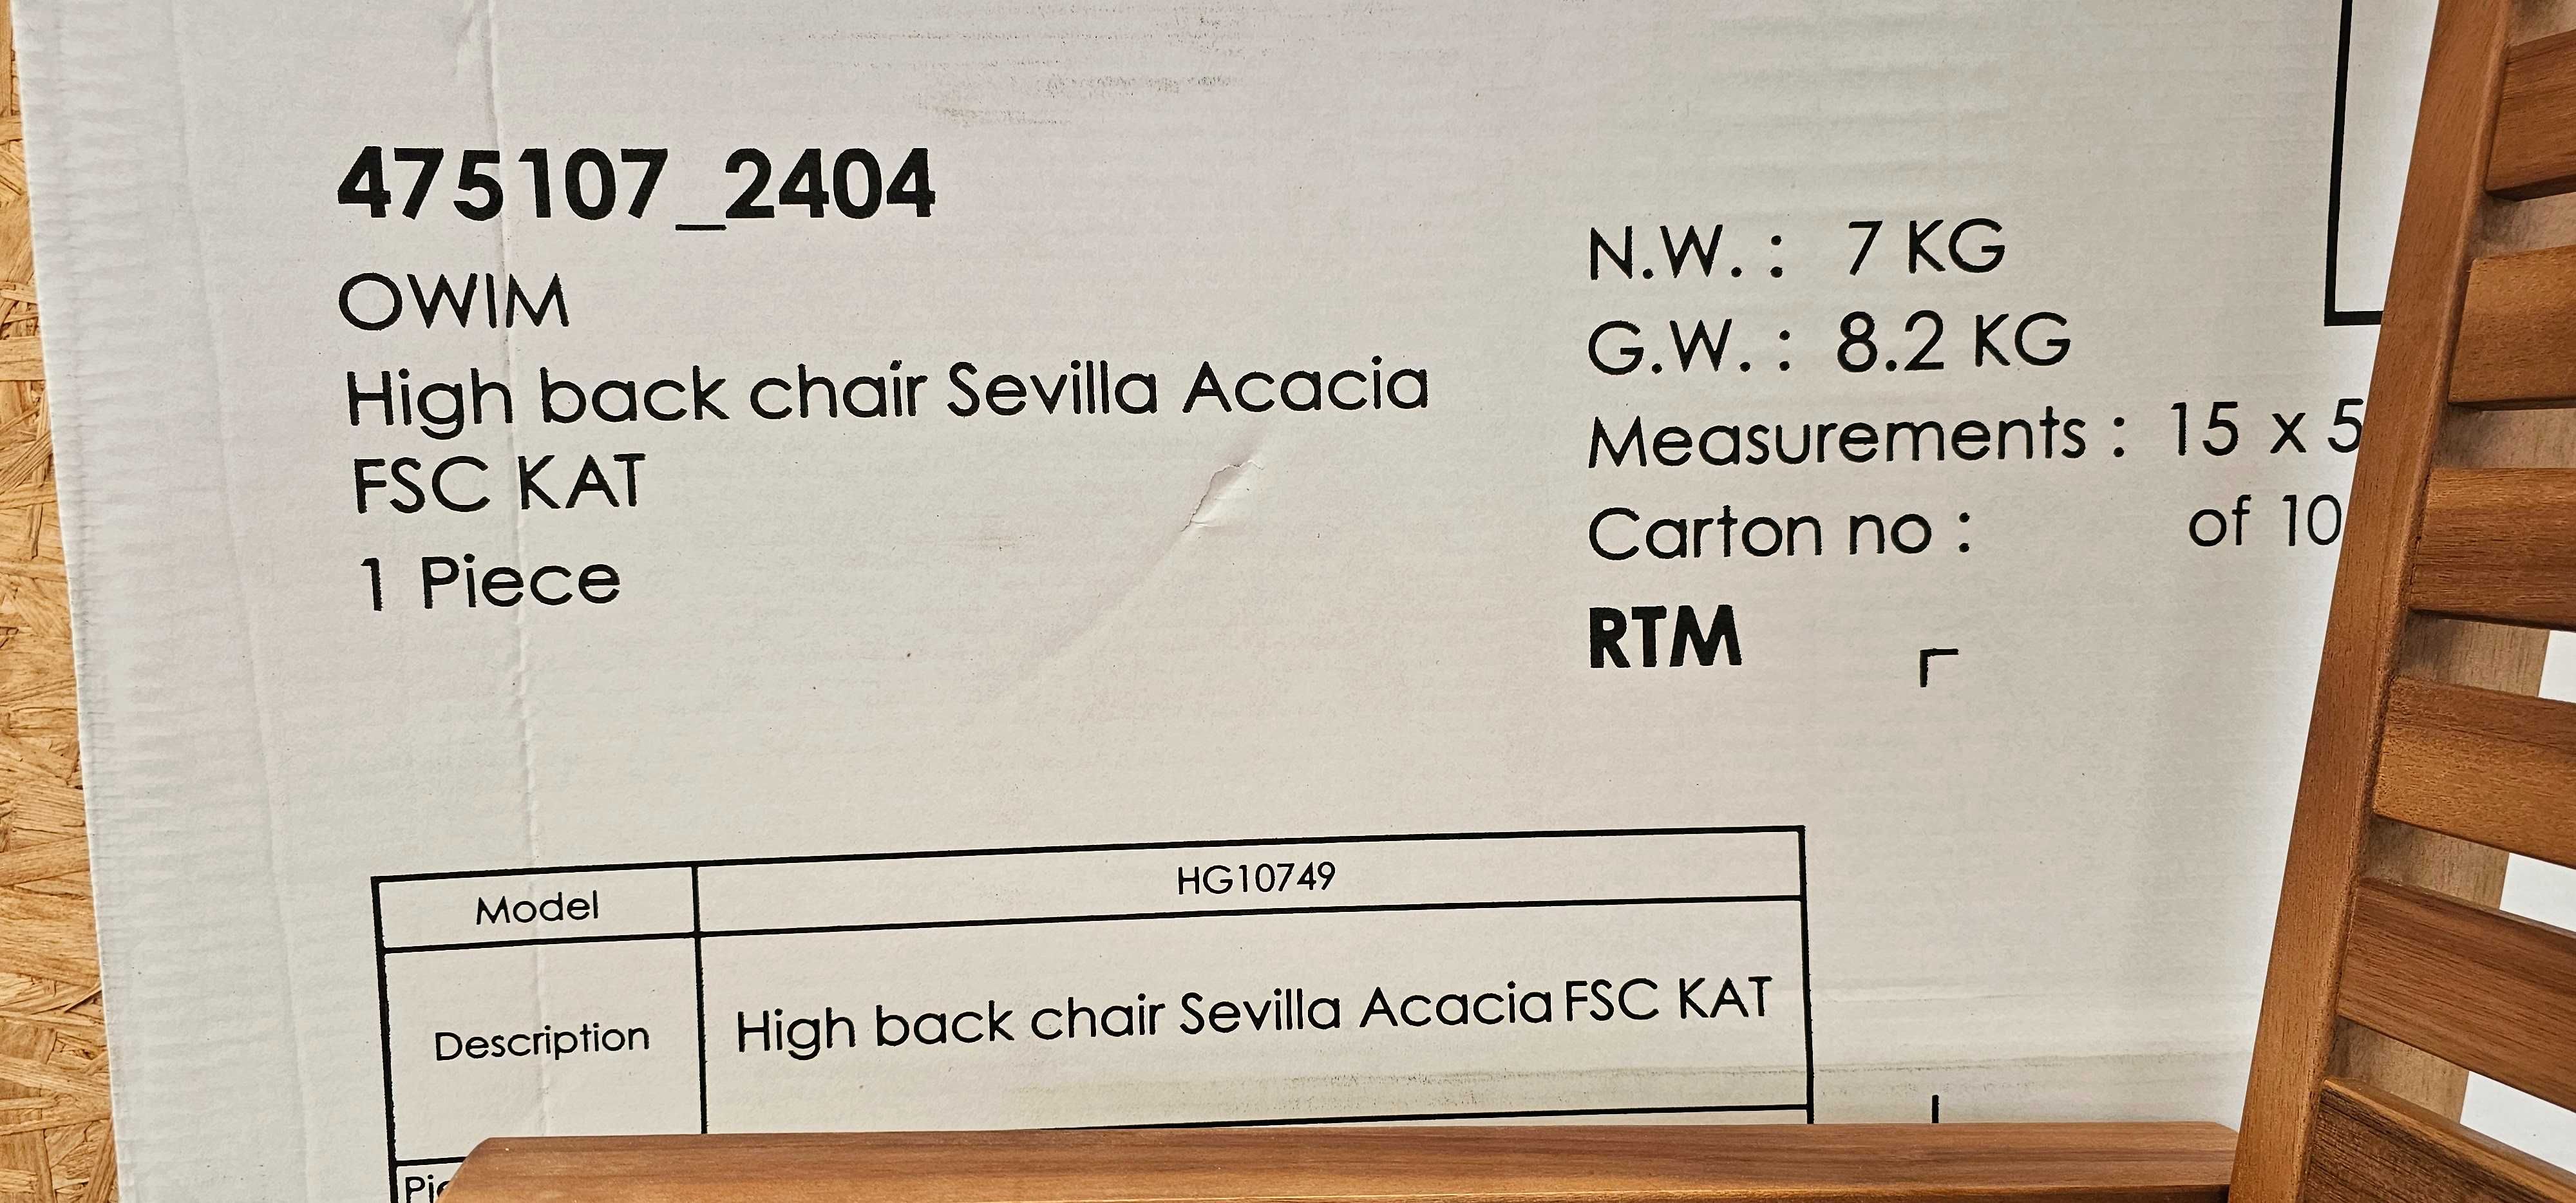 475107_2404
OWIM
High back chair Sevilla Acacia
FSC KAT
1 Piece
N.W. : 7 KG
G.W. : 8.2 KG
Measurements : 15 x 5
Carton no : of 10
RTM
Model HG10749
Description High back chair Sevilla Acacia FSC KAT